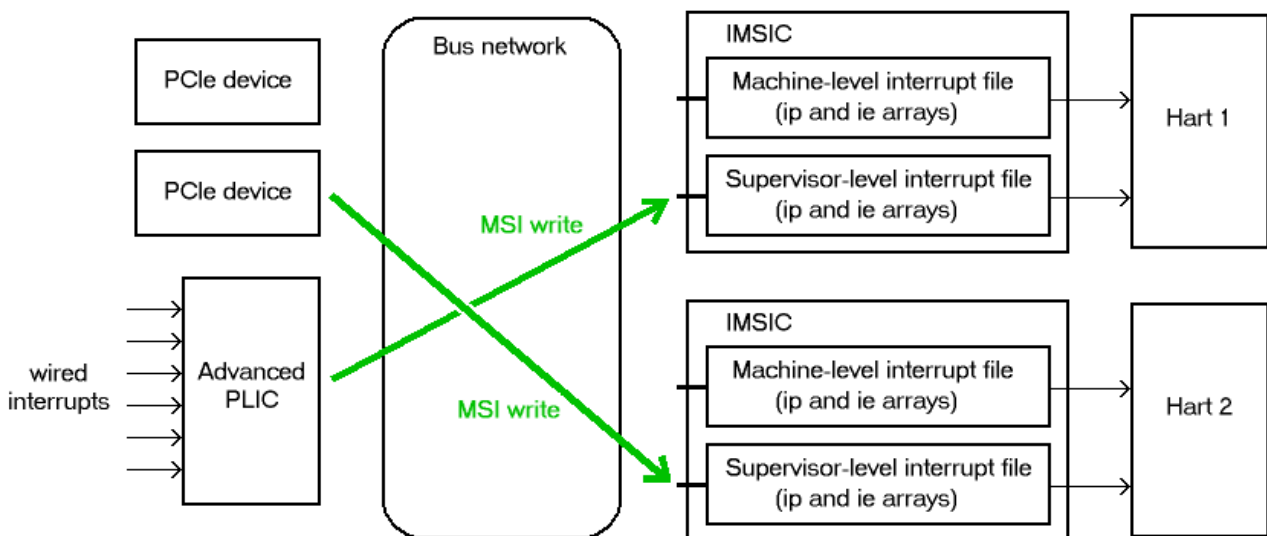 PCIe device
PCIe device
wired
interrupts
Advanced
PLIC
Bus network
MSI write
MSI write
IMSIC
Machine-level interrupt file
(ip and ie arrays)
Supervisor-level interrupt file
(ip and ie arrays)
Hart 1
IMSIC
Machine-level interrupt file
(ip and ie arrays)
Supervisor-level interrupt file
(ip and ie arrays)
Hart 2